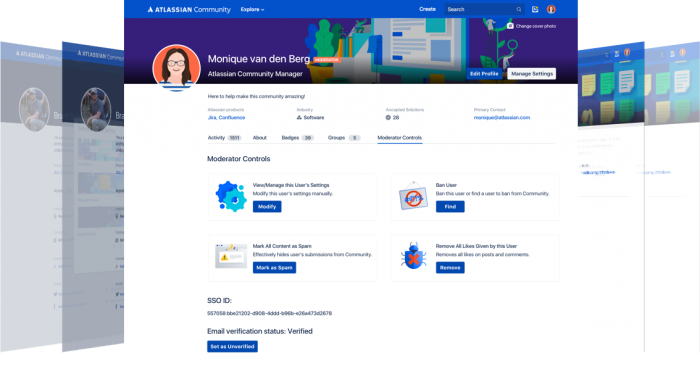 ATLASSIAN Community
Explore
Create
Search
Change cover photo
Monique van den Berg MODERATOR
Atlassian Community Manager
Edit Profile
Manage Settings
Here to help make this community amazing!
Atlassian products
Industry
Accepted Solutions
Primary Contact
Jira, Confluence
Software
28
monique@atlassian.com
Activity 1511
About
Badges 38
Groups 5
Moderator Controls
Moderator Controls
View/Manage this User's Settings
Modify this user's settings manually.
Modify
Ban User
Ban this user or find a user to ban from Community.
Find
Mark All Content as Spam
Effectively hides user's submissions from Community.
Mark as Spam
Remove All Likes Given by this User
Removes all likes on posts and comments.
Remove
SSO ID:
557058:bbe21202-d908-4ddd-b96b-e26e473d2678
Email verification status: Verified
Set as Unverified